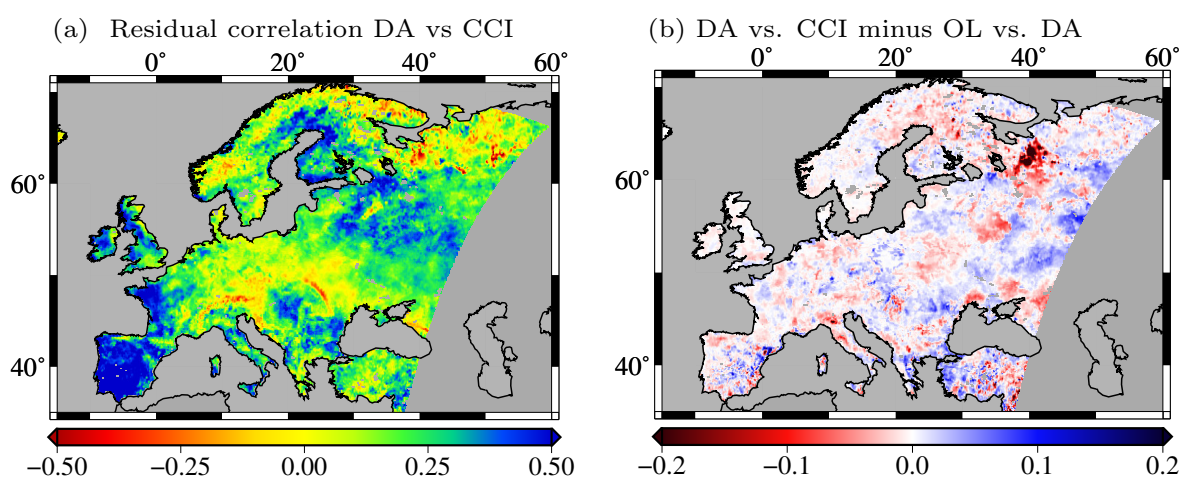 (a) Residual correlation DA vs CCI
0° 20° 40° 60°
60°
40°
−0.50 −0.25 0.00 0.25 0.50
(b) DA vs. CCI minus OL vs. DA
0° 20° 40° 60°
60°
40°
−0.2 −0.1 0.0 0.1 0.2